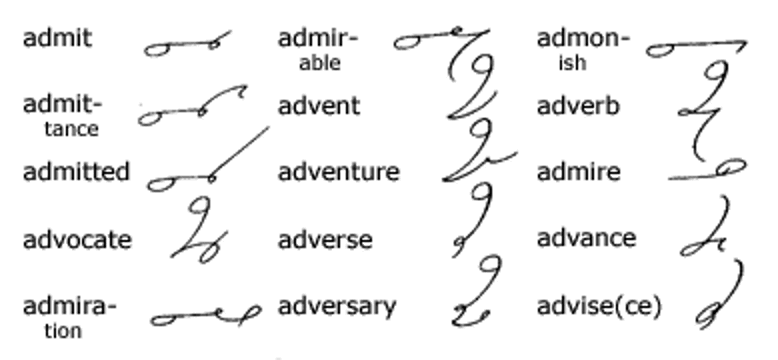 admit admir- admon-
able ish
admit- advent adverb
tance
admitted adventure admire
advocate adverse advance
admira- adversary advise(ce)
tion